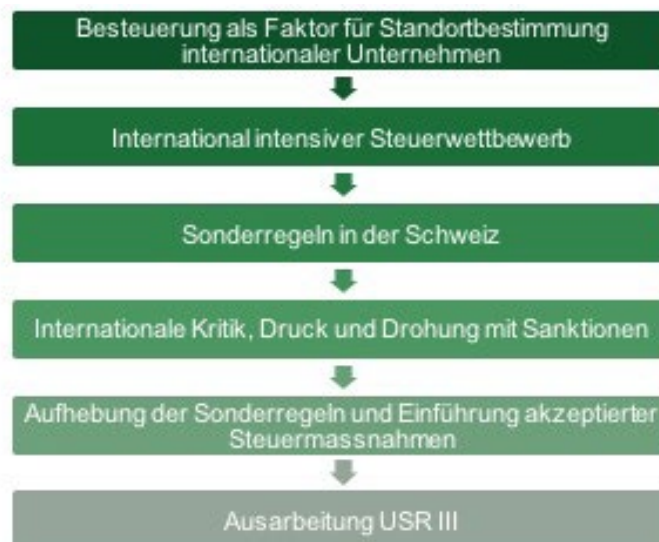 Besteuerung als Faktor für Standortbestimmung
internationaler Unternehmen
International intensiver Steuerwettbewerb
Sonderregeln in der Schweiz
Internationale Kritik, Druck und Drohung mit Sanktionen
Aufhebung der Sonderregeln und Einführung akzeptierter
Steuermassnahmen
Ausarbeitung USR III